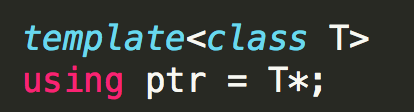 template<class T>
using ptr = T*;